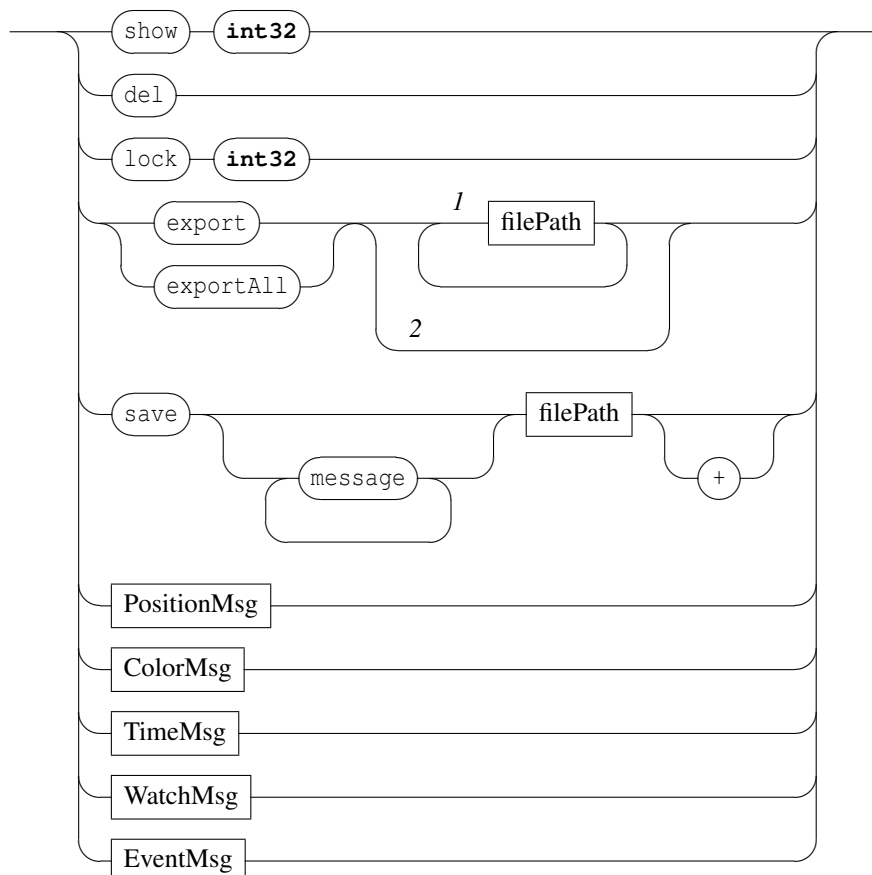 show int32
del
lock int32
1
export filePath
exportAll
2
save filePath
message +
PositionMsg
ColorMsg
TimeMsg
WatchMsg
EventMsg